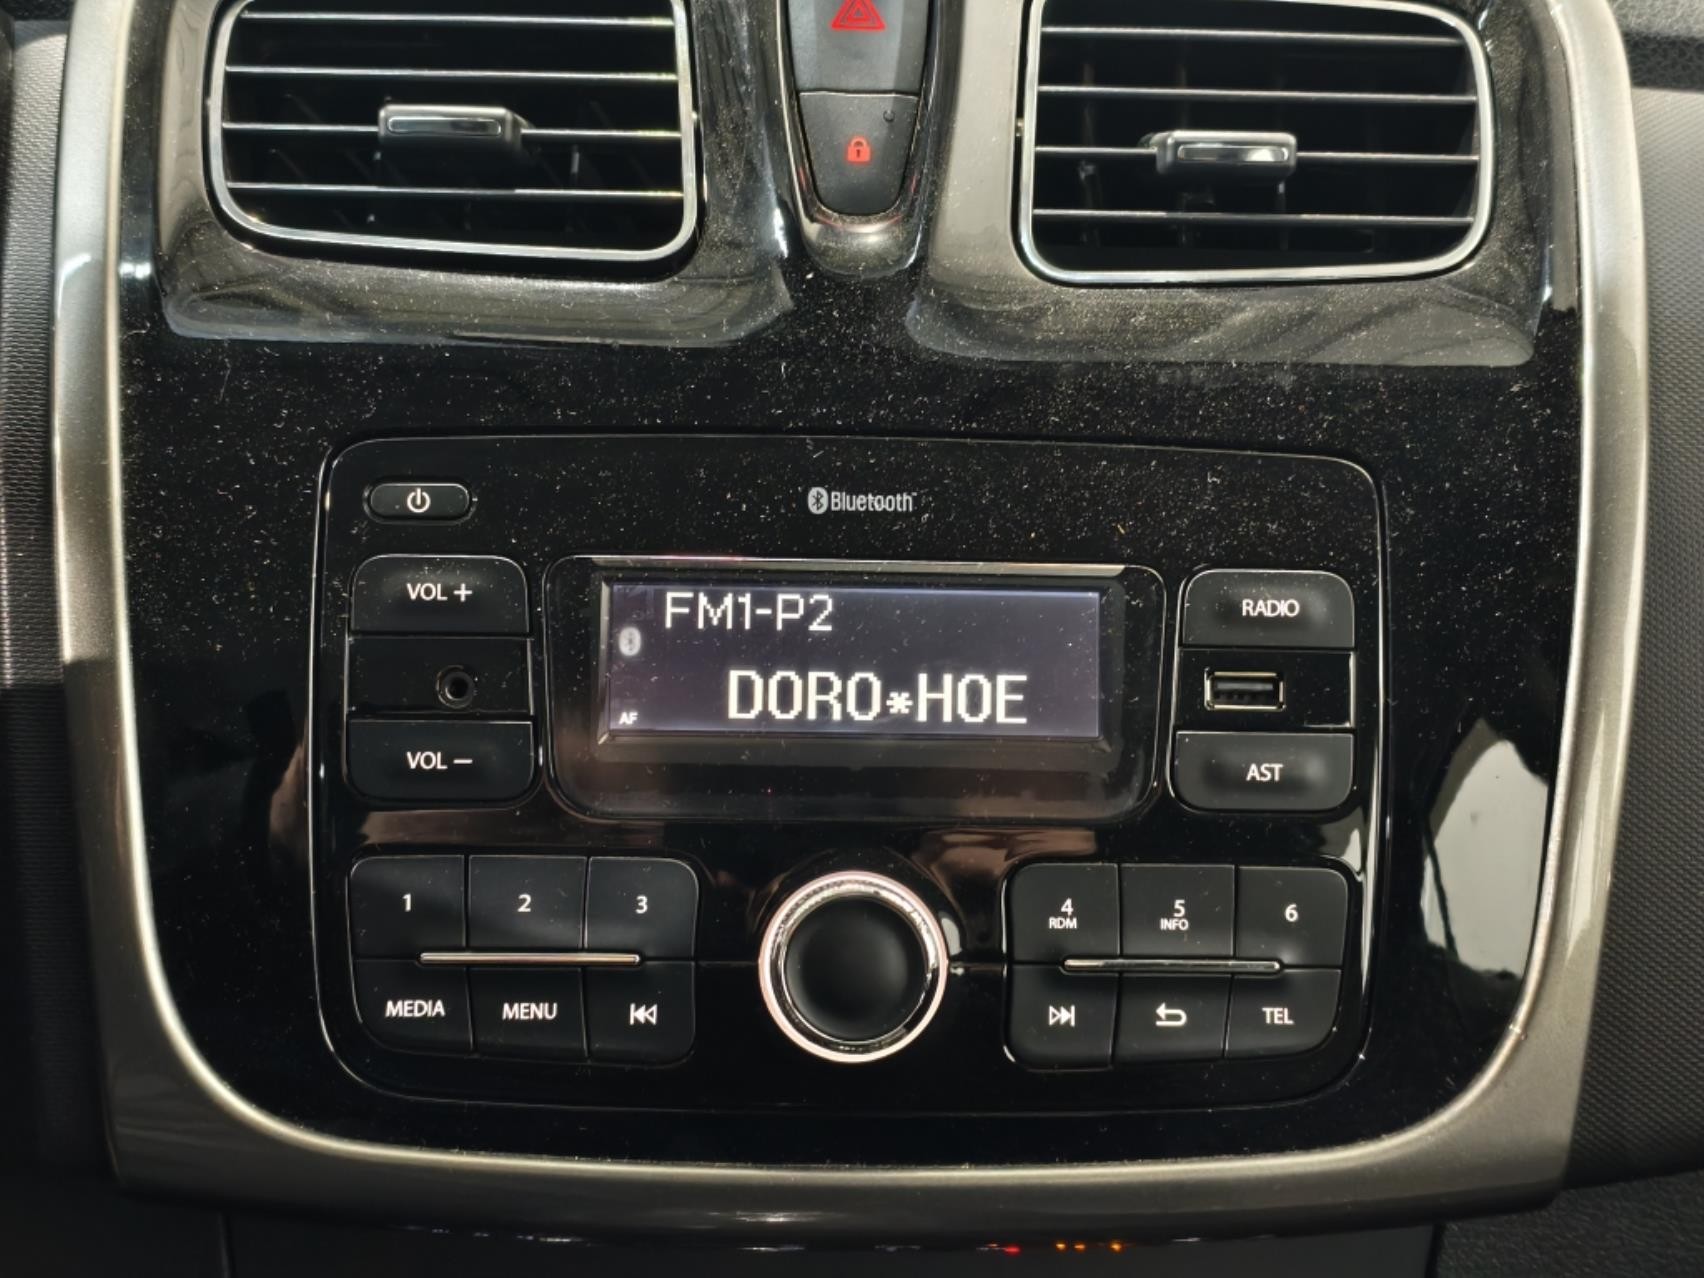 Bluetooth
VOL +
FM1-P2
RADIO
DORO*HOE
AF
VOL −
AST
1
2
3
4
RDM
5
INFO
6
MEDIA
MENU
TEL